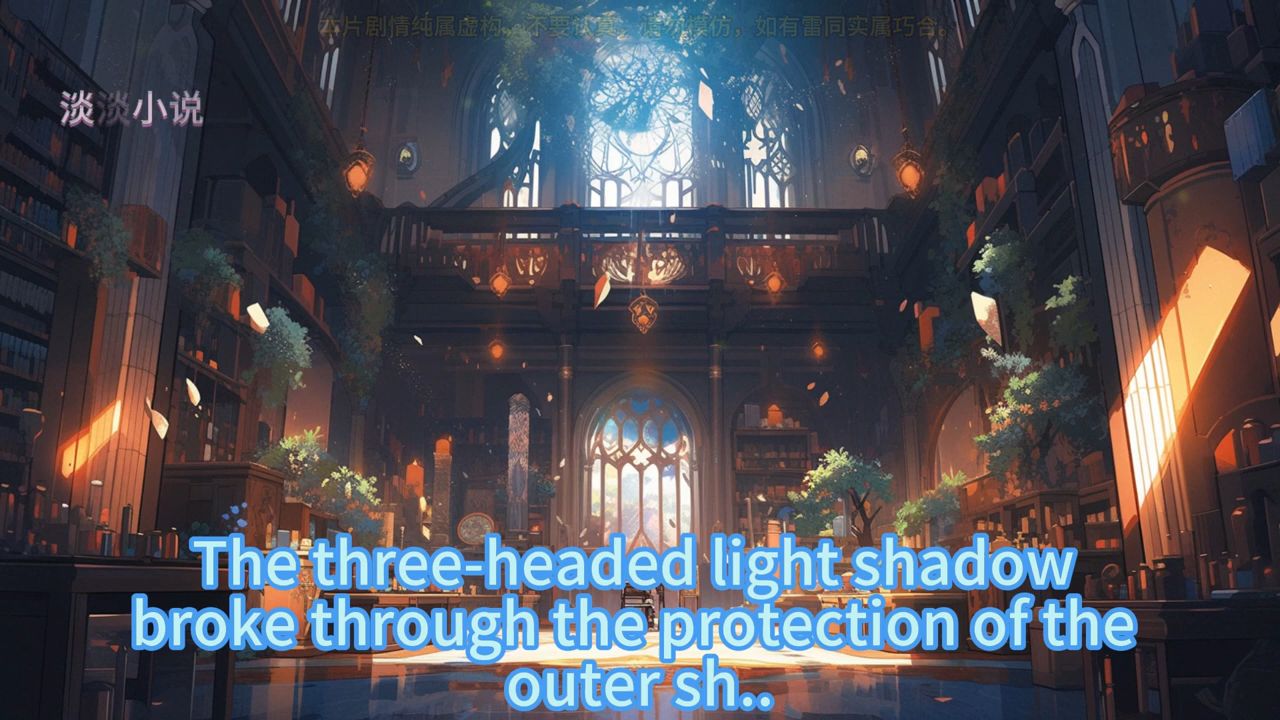 本片剧情纯属虚构，不要认真，请勿模仿，如有雷同实属巧合。
淡淡小说
The three-headed light shadow
broke through the protection of the
outer sh..